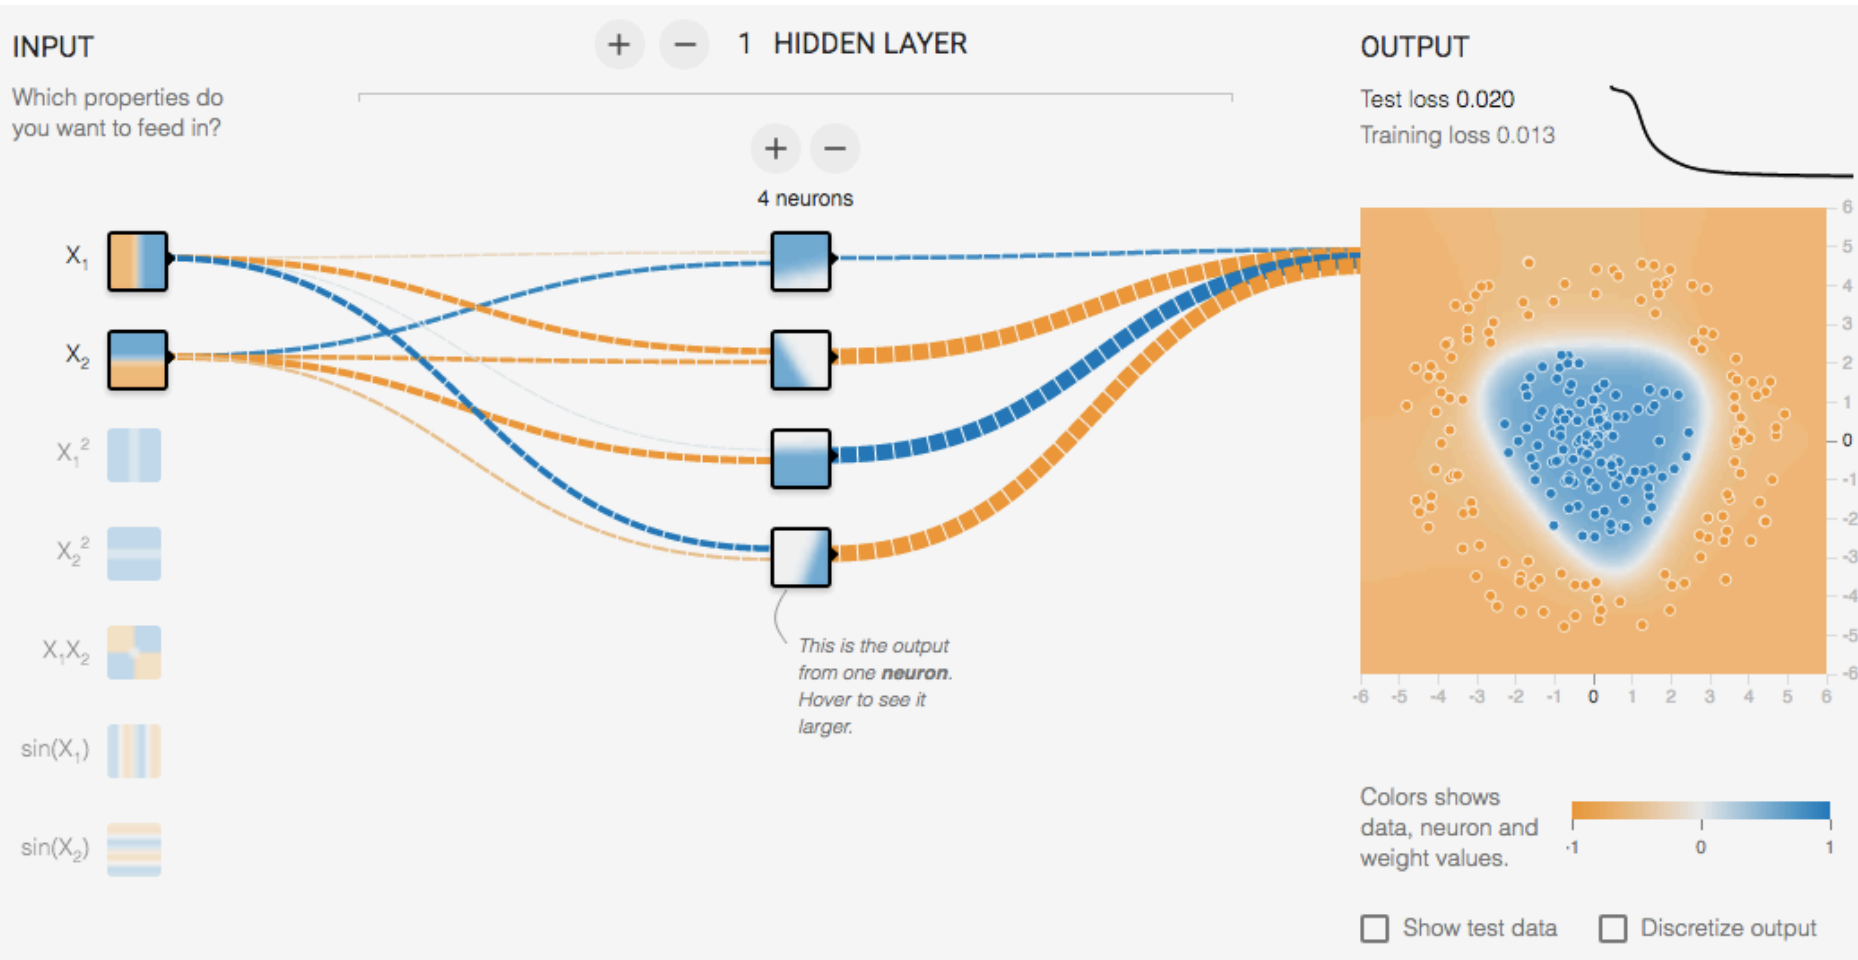 INPUT
Which properties do
you want to feed in?
+ − 1 HIDDEN LAYER
+ −
4 neurons
X1
X2
X1²
X2²
X1X2
sin(X1)
sin(X2)
This is the output
from one neuron.
Hover to see it
larger.
OUTPUT
Test loss 0.020
Training loss 0.013
6
5
4
3
2
1
0
-1
-2
-3
-4
-5
-6
-6 -5 -4 -3 -2 -1 0 1 2 3 4 5 6
Colors shows
data, neuron and
weight values.
-1 0 1
Show test data Discretize output